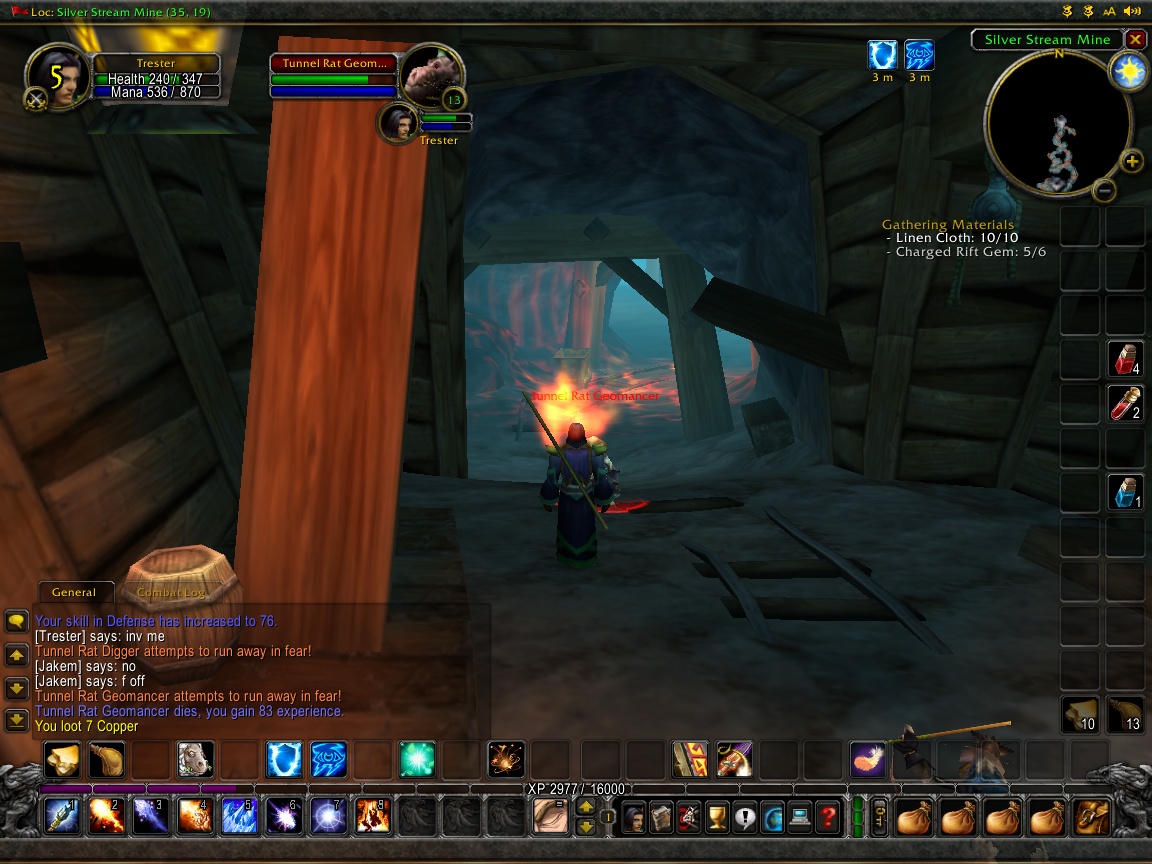 Loc: Silver Stream Mine (35, 19)
Silver Stream Mine
N
5
Trester
Health 240 / 347
Mana 536 / 870
Tunnel Rat Geom...
13
Trester
3 m
3 m
Gathering Materials
- Linen Cloth: 10/10
- Charged Rift Gem: 5/6
4
2
1
Tunnel Rat Geomancer
General
Combat Log
Your skill in Defense has increased to 76.
[Trester] says: inv me
Tunnel Rat Digger attempts to run away in fear!
[Jakem] says: no
[Jakem] says: f off
Tunnel Rat Geomancer attempts to run away in fear!
Tunnel Rat Geomancer dies, you gain 83 experience.
You loot 7 Copper
10
13
XP 2977 / 16000
1
2
3
4
5
6
7
8
=
1